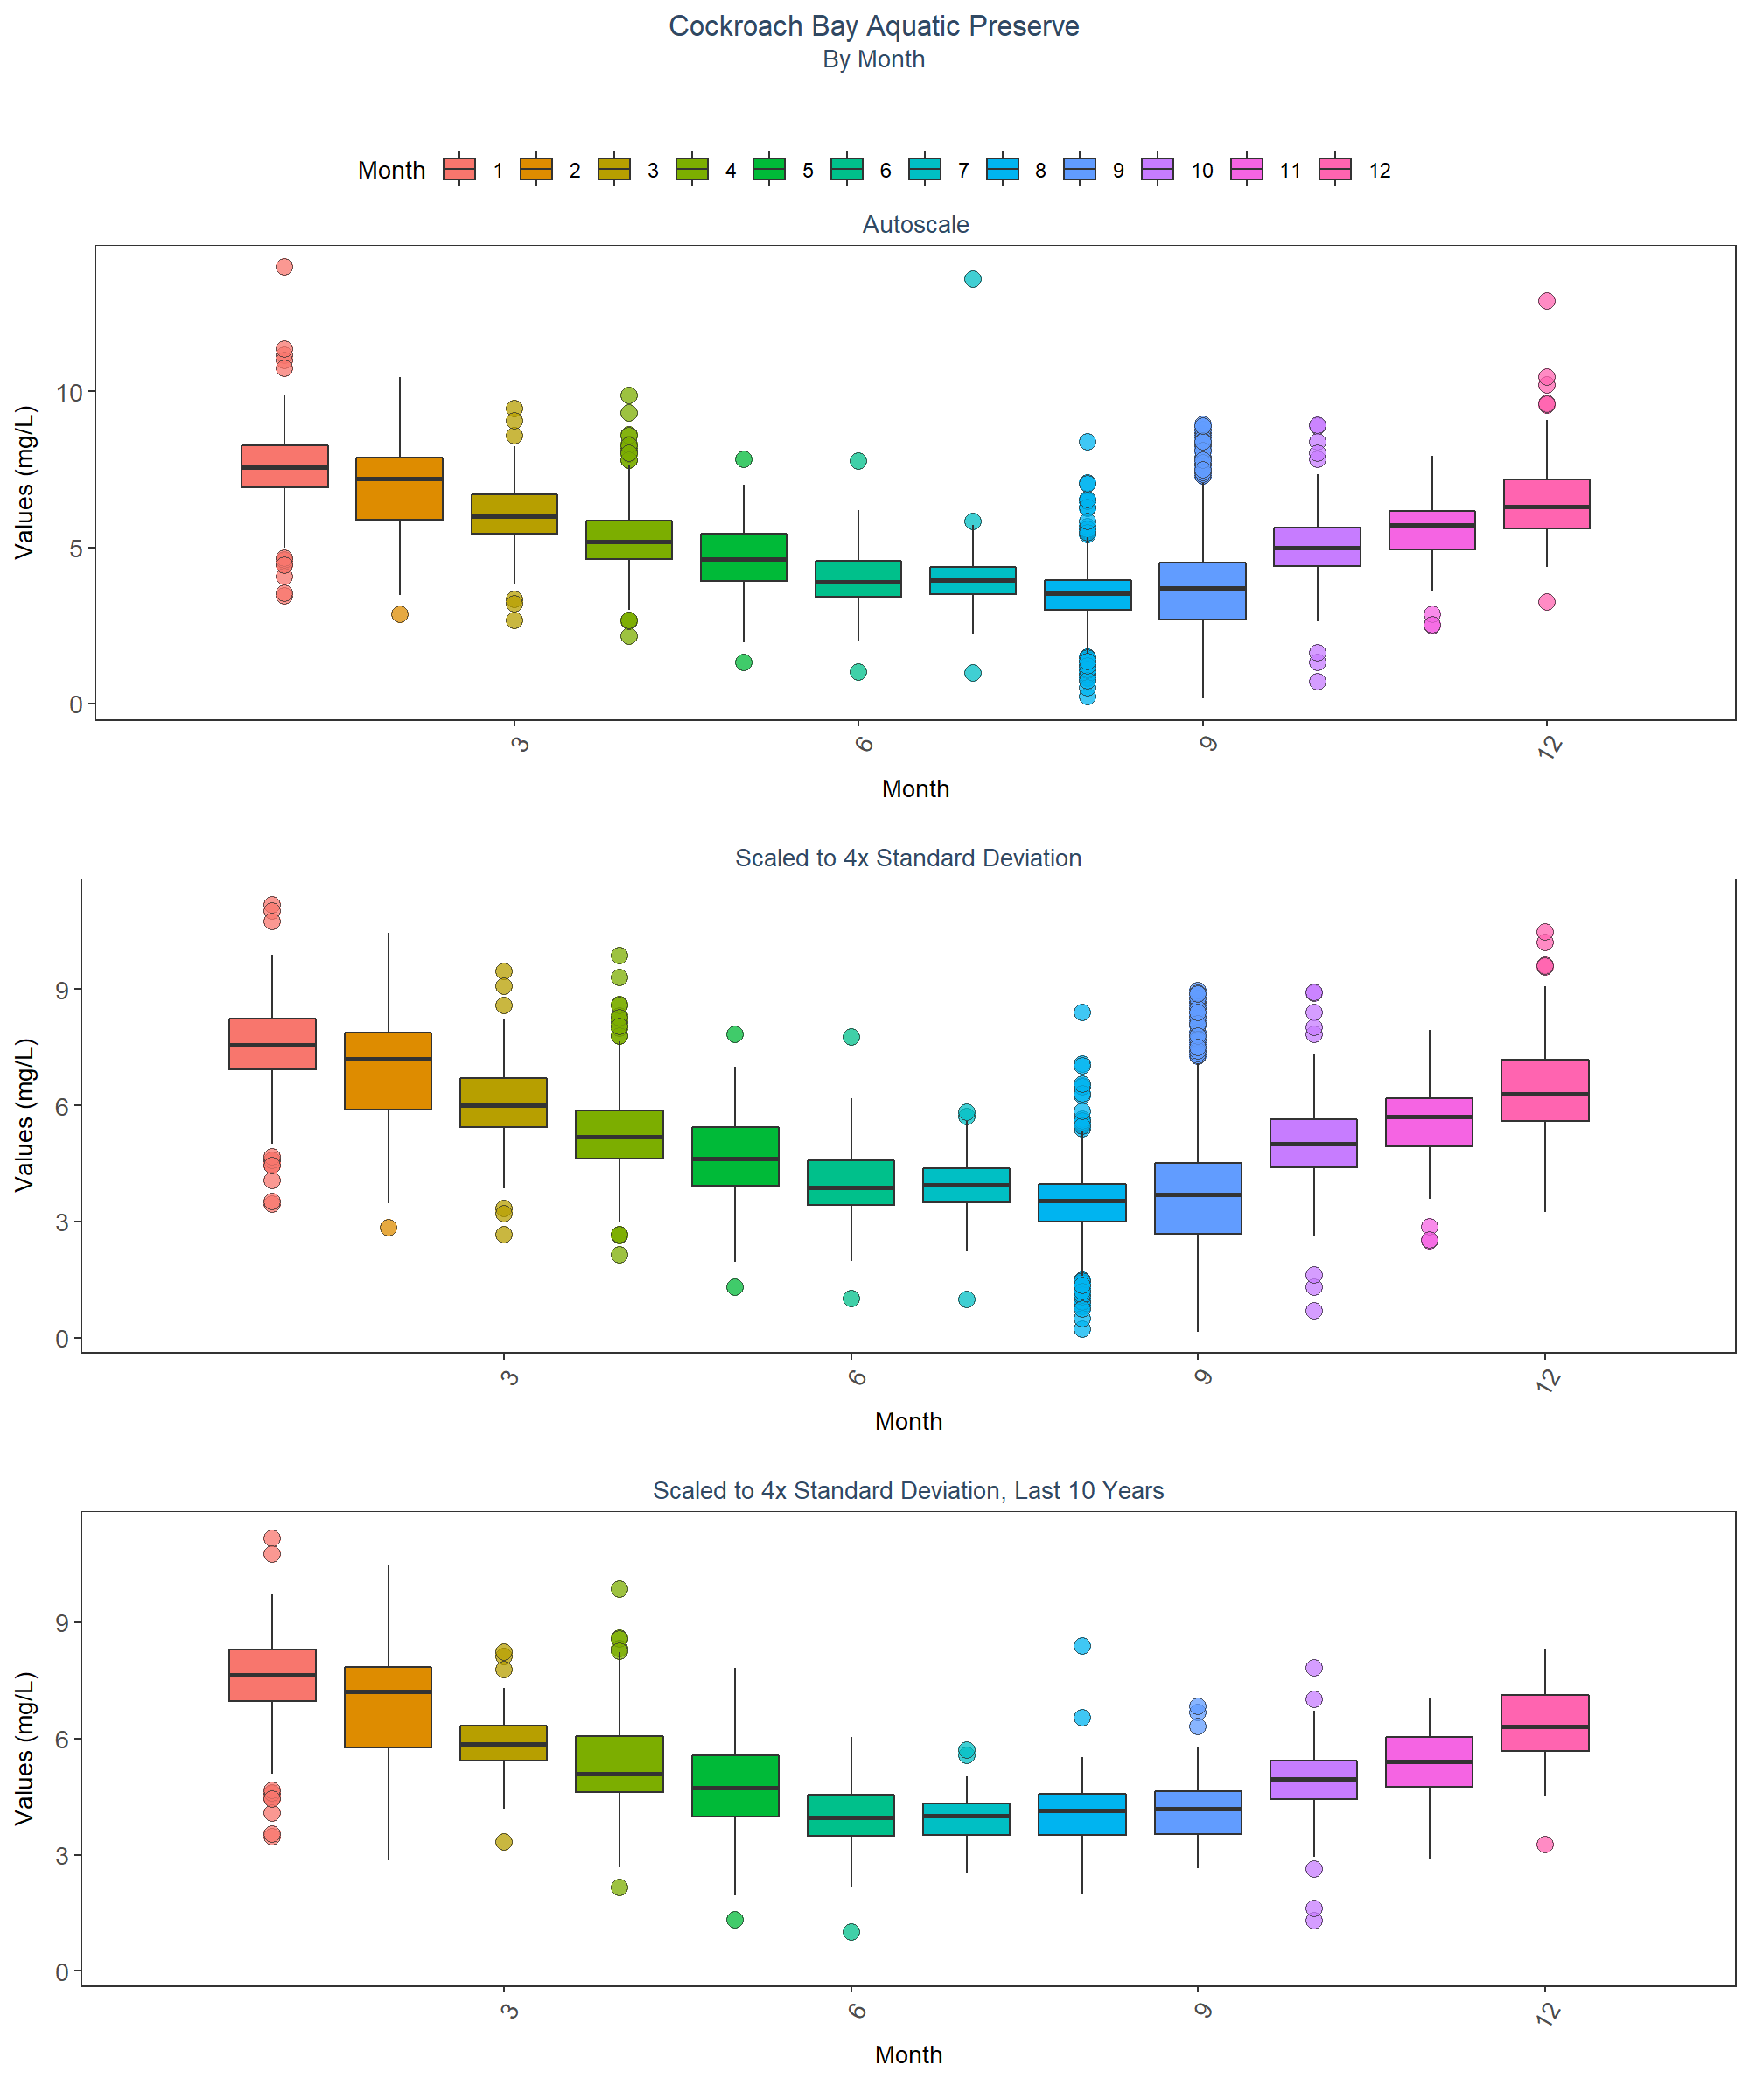 Cockroach Bay Aquatic Preserve
By Month
Month 1 2 3 4 5 6 7 8 9 10 11 12
Autoscale
Values (mg/L)
10
5
0
3 6 9 12
Month
Scaled to 4x Standard Deviation
Values (mg/L)
9
6
3
0
3 6 9 12
Month
Scaled to 4x Standard Deviation, Last 10 Years
Values (mg/L)
9
6
3
0
3 6 9 12
Month